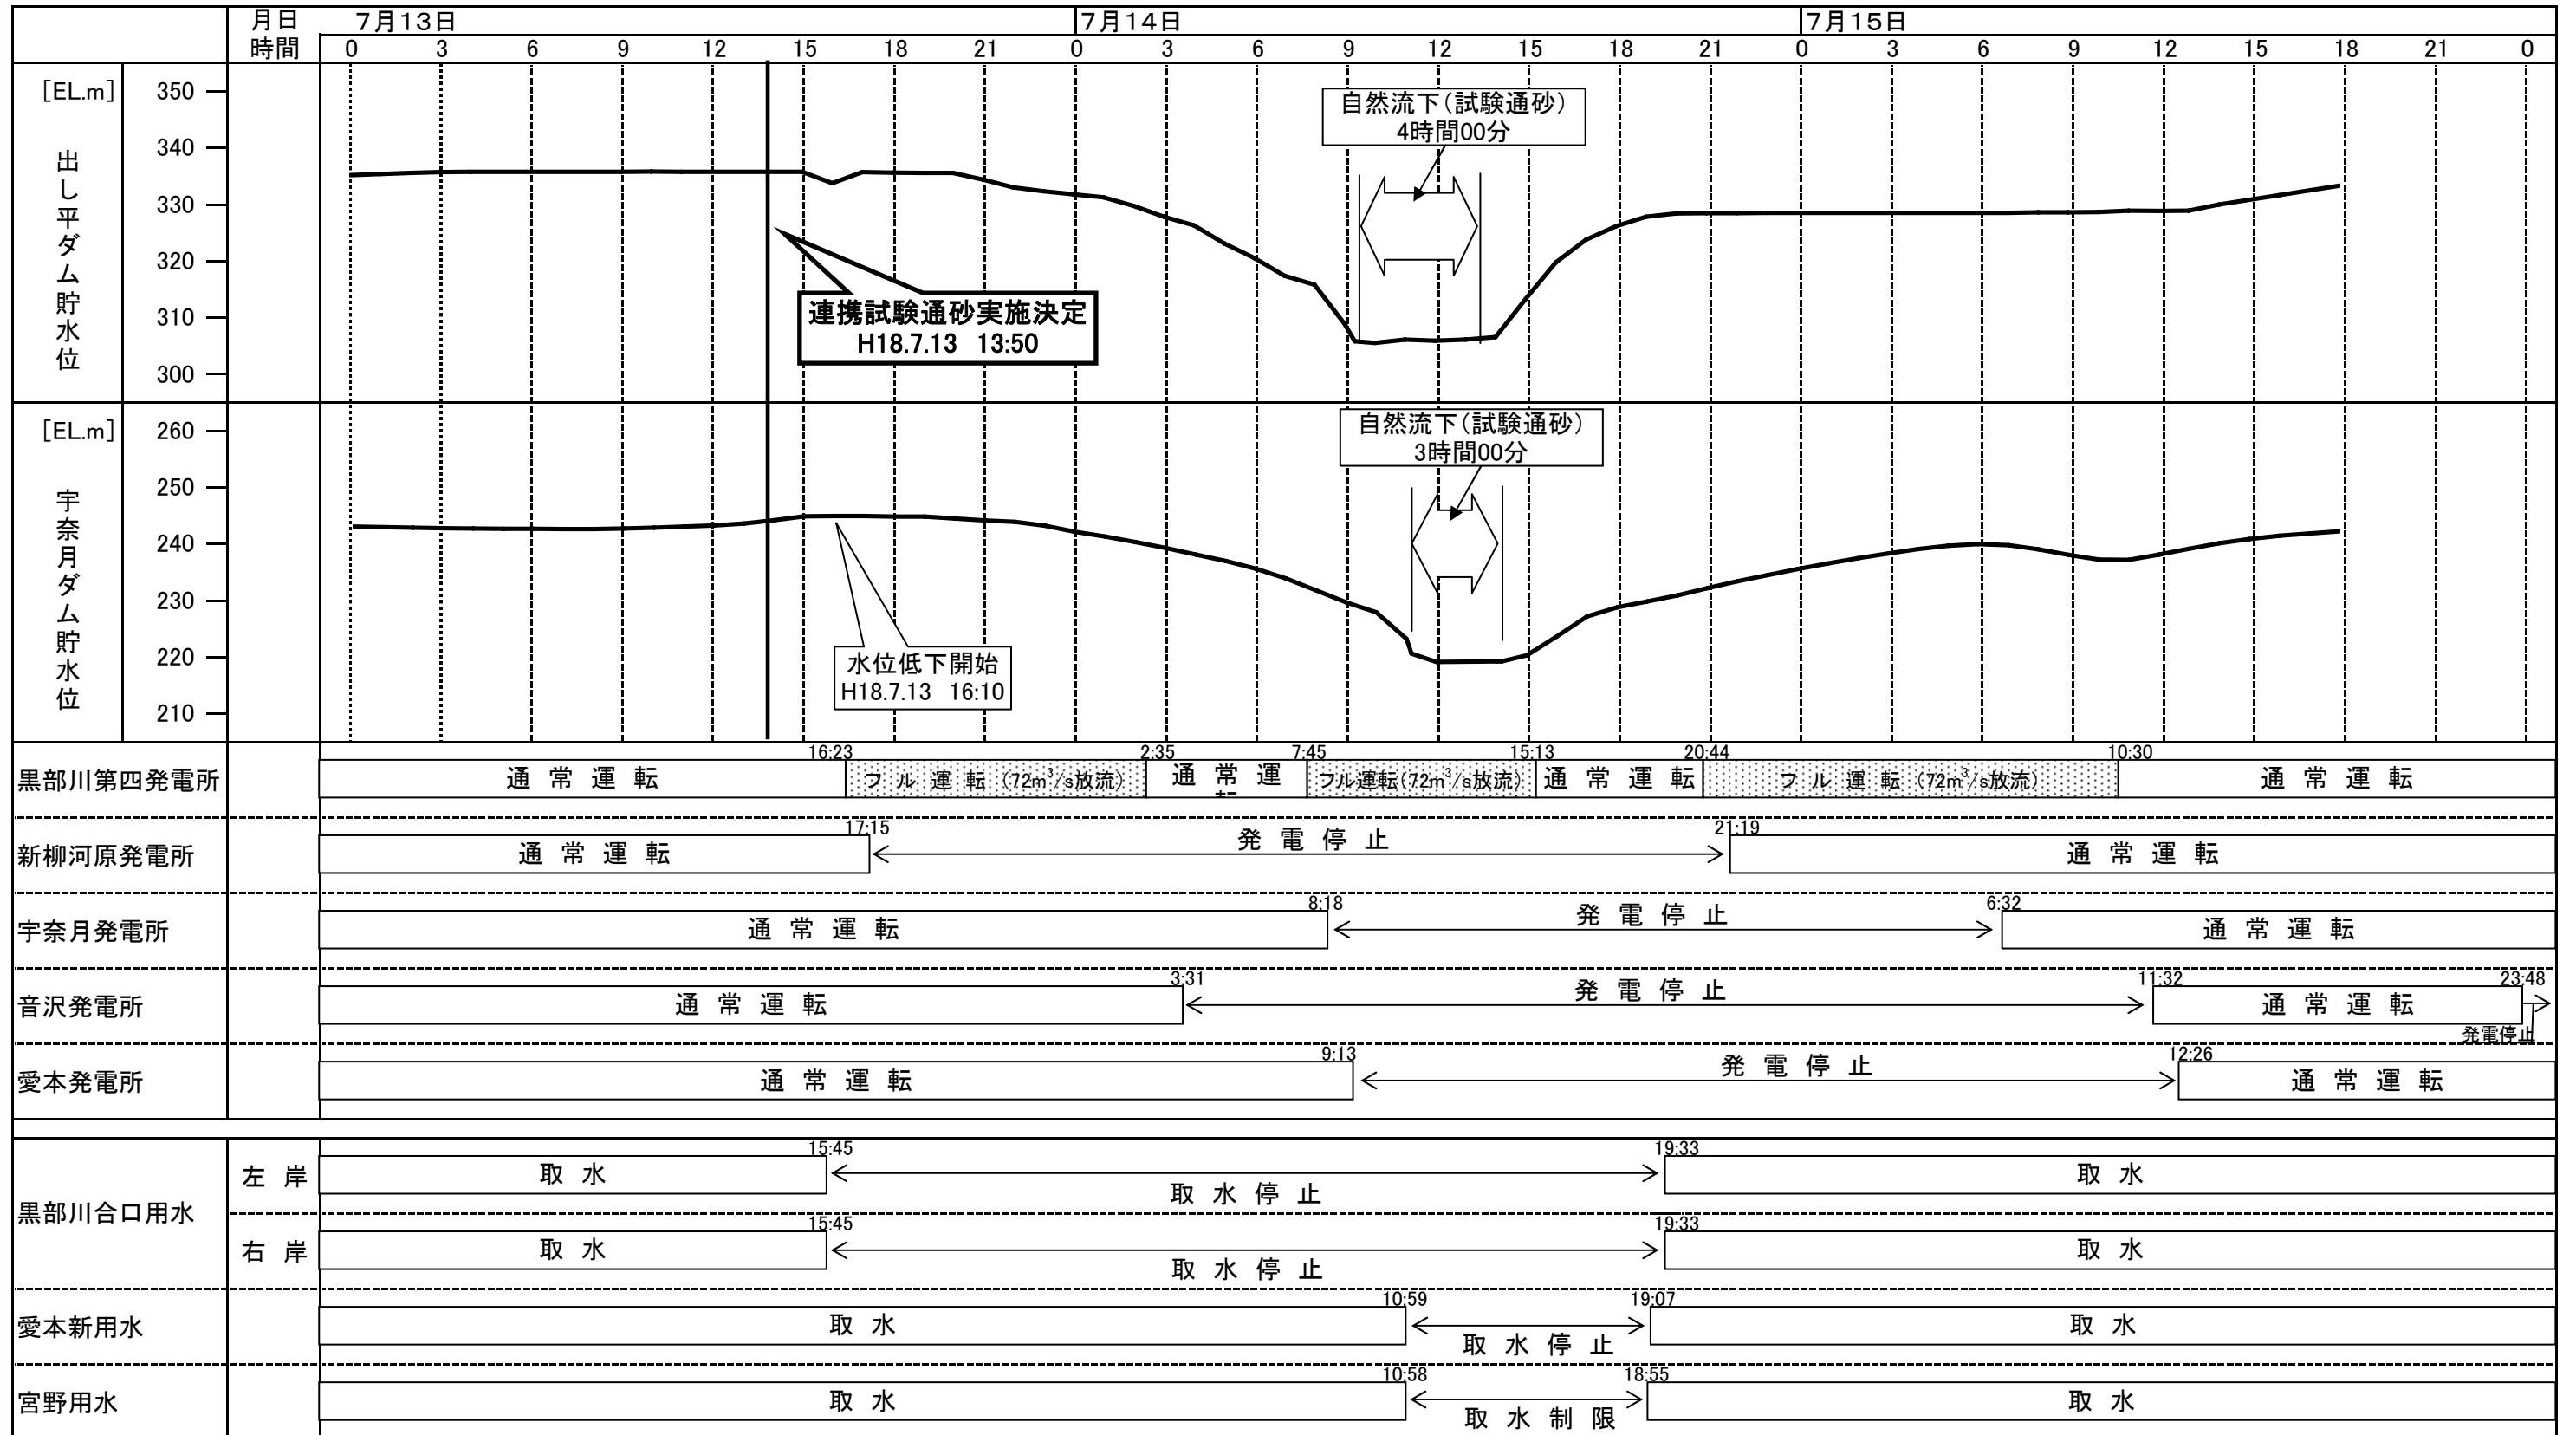 月日 7月13日 7月14日 7月15日
時間 0 3 6 9 12 15 18 21 0 3 6 9 12 15 18 21 0 3 6 9 12 15 18 21 0
[EL.m]
350
340
330
320
310
300
出し平ダム貯水位
自然流下(試験通砂)
4時間00分
連携試験通砂実施決定
H18.7.13 13:50
[EL.m]
260
250
240
230
220
210
宇奈月ダム貯水位
自然流下(試験通砂)
3時間00分
水位低下開始
H18.7.13 16:10
16:23 2:35 7:45 15:13 20:44 10:30
黒部川第四発電所 通常運転 フル運転(72m³/s放流) 通常運転 フル運転(72m³/s放流) 通常運転 フル運転(72m³/s放流) 通常運転
17:15 発電停止 21:19
新柳河原発電所 通常運転 通常運転
8:18 発電停止 6:32
宇奈月発電所 通常運転 通常運転
3:31 発電停止 11:32 23:48
音沢発電所 通常運転 通常運転
発電停止
9:13 発電停止 12:26
愛本発電所 通常運転 通常運転
黒部川合口用水
15:45 19:33
左岸 取水 取水
取水停止
15:45 19:33
右岸 取水 取水
取水停止
10:59 19:07
愛本新用水 取水 取水
取水停止
10:58 18:55
宮野用水 取水 取水
取水制限